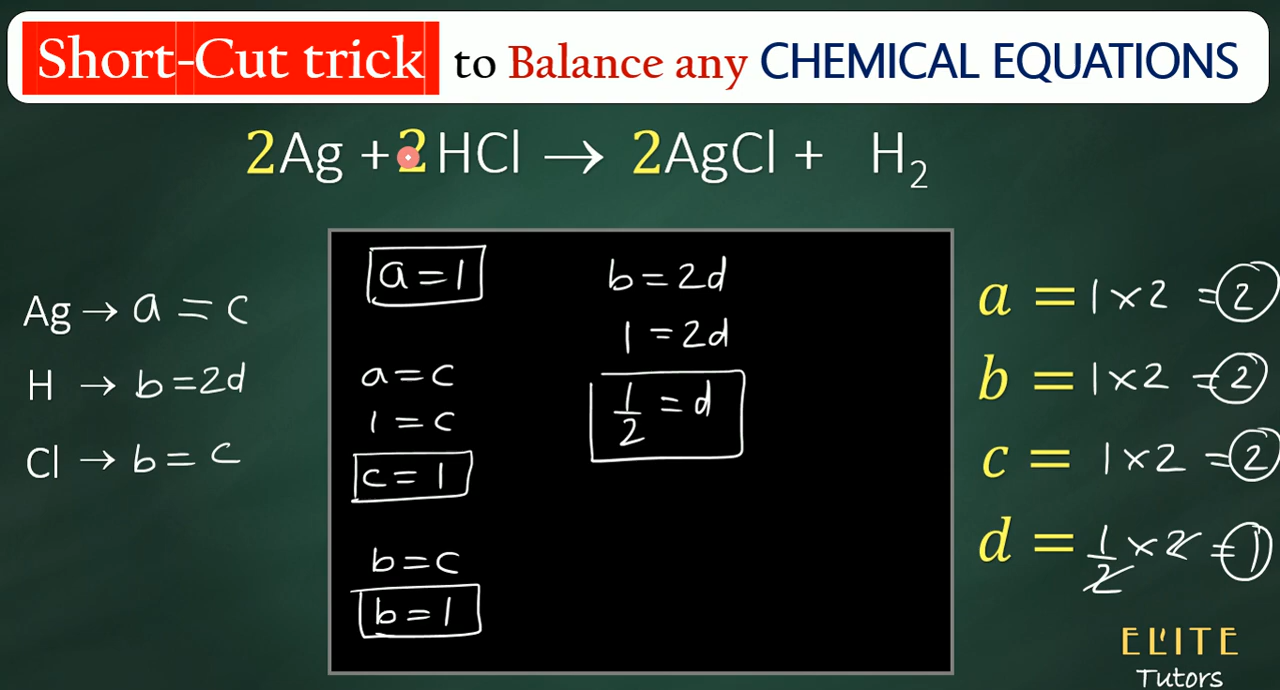 Short-Cut trick to Balance any CHEMICAL EQUATIONS
2Ag + 2HCl → 2AgCl + H₂
Ag → a = c
H → b = 2d
Cl → b = c
a = 1
a = c
1 = c
c = 1
b = c
b = 1
b = 2d
1 = 2d
1/2 = d
a = 1 × 2 = 2
b = 1 × 2 = 2
c = 1 × 2 = 2
d = 1/2 × 2 = 1
ELITE
Tutors